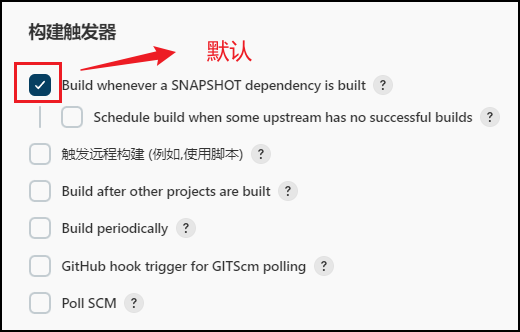 构建触发器
默认
Build whenever a SNAPSHOT dependency is built ?
Schedule build when some upstream has no successful builds ?
触发远程构建 (例如,使用脚本) ?
Build after other projects are built ?
Build periodically ?
GitHub hook trigger for GITScm polling ?
Poll SCM ?